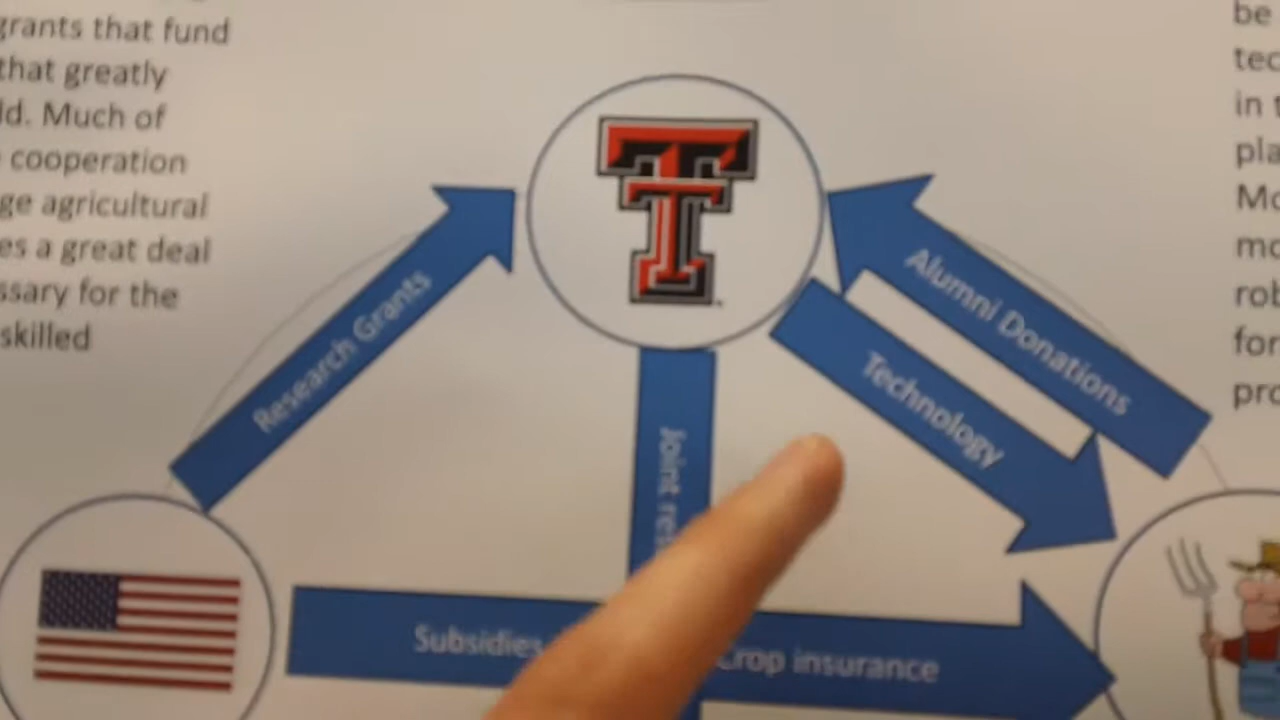 grants that fund
that greatly
ld. Much of
cooperation
ge agricultural
es a great deal
ssary for the
skilled
Research Grants
Alumni Donations
Technology
Joint res
Subsidies
Crop insurance
be
tec
in t
pla
Mo
mo
rob
for
pro